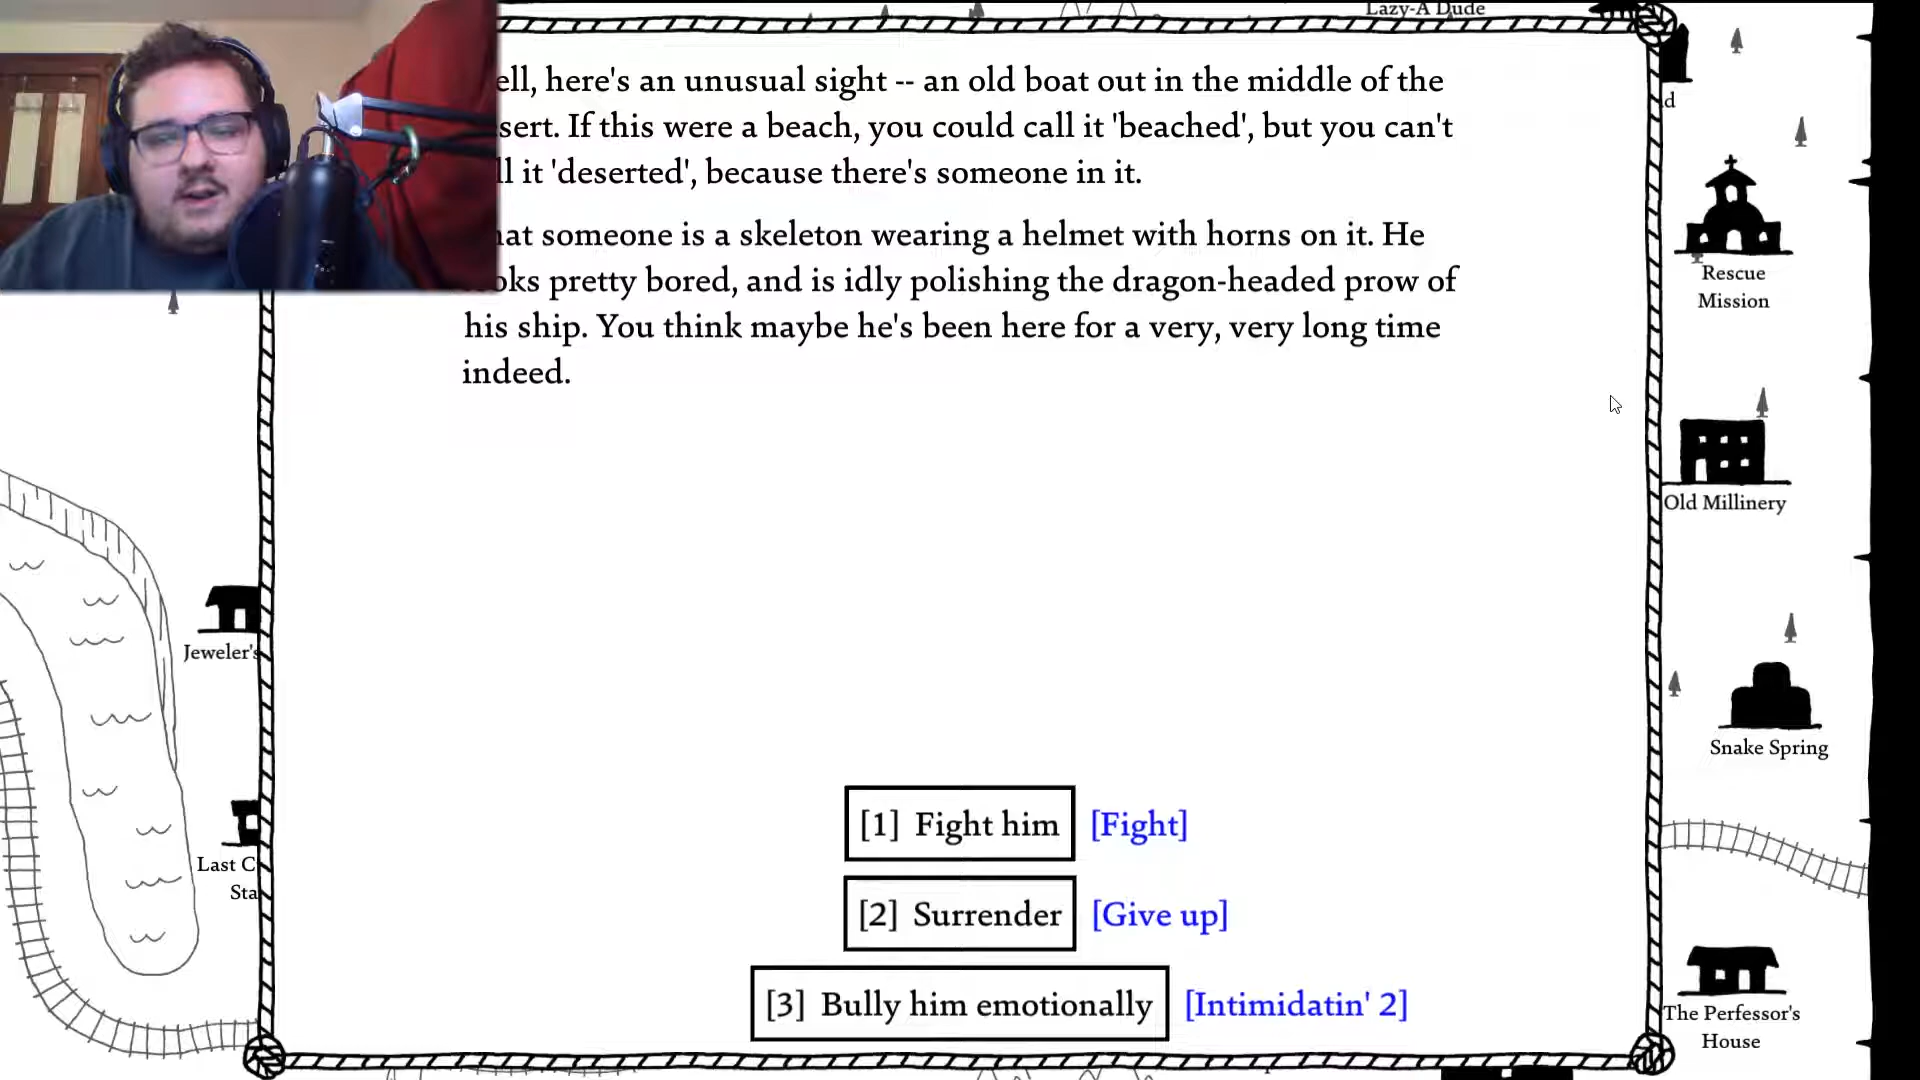 Lazy-A Dude
ell, here's an unusual sight -- an old boat out in the middle of the
sert. If this were a beach, you could call it 'beached', but you can't
ll it 'deserted', because there's someone in it.
at someone is a skeleton wearing a helmet with horns on it. He
oks pretty bored, and is idly polishing the dragon-headed prow of
his ship. You think maybe he's been here for a very, very long time
indeed.
d
Rescue
Mission
Old Millinery
Jeweler's
Snake Spring
Last C
Sta
[1] Fight him [Fight]
[2] Surrender [Give up]
[3] Bully him emotionally [Intimidatin' 2]
The Perfessor's
House